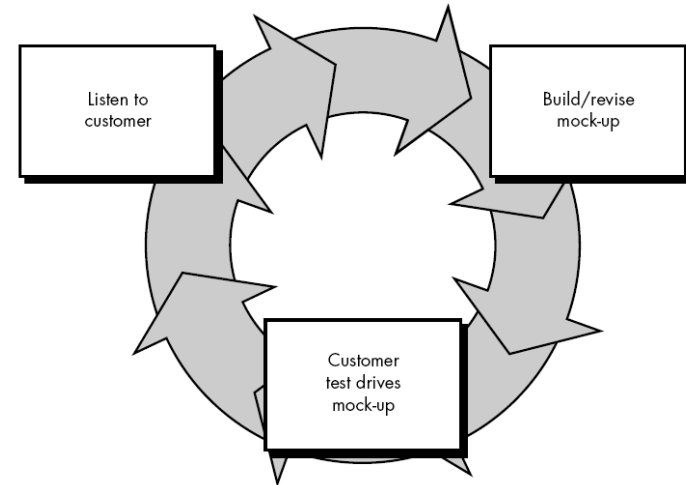 Listen to
customer
Build/revise
mock-up
Customer
test drives
mock-up